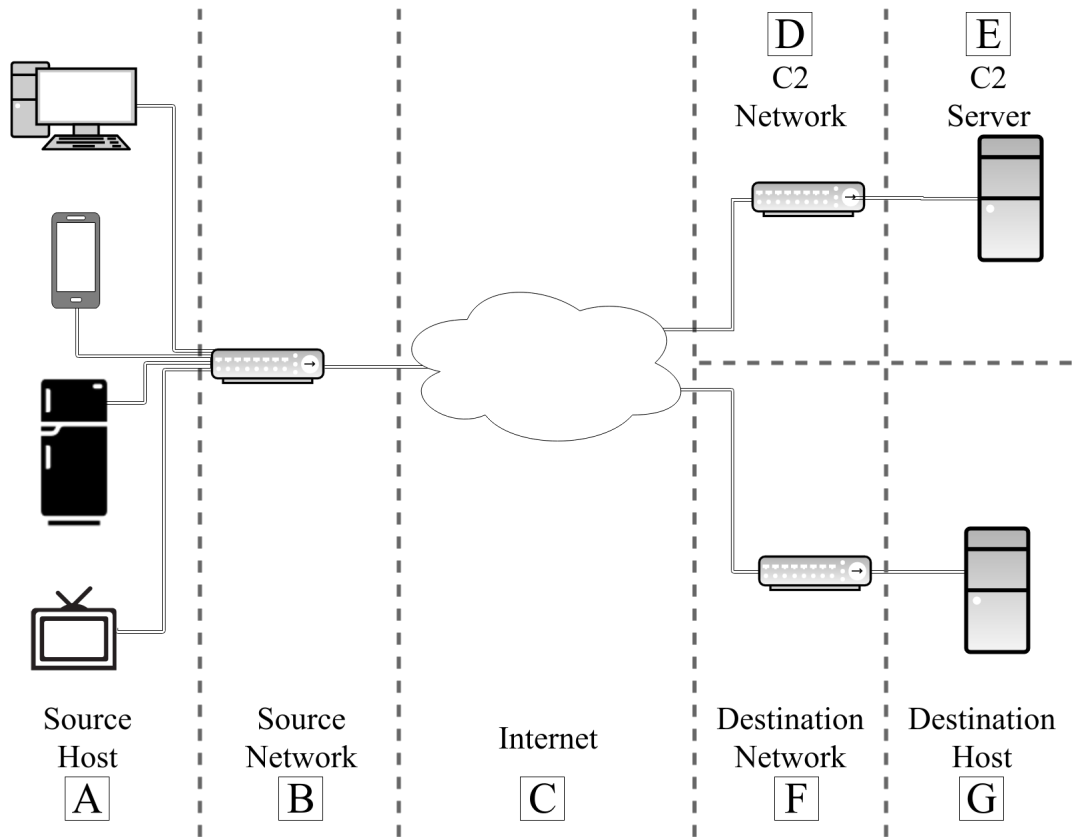 D
C2
Network
E
C2
Server
Source
Host
A
Source
Network
B
Internet
C
Destination
Network
F
Destination
Host
G